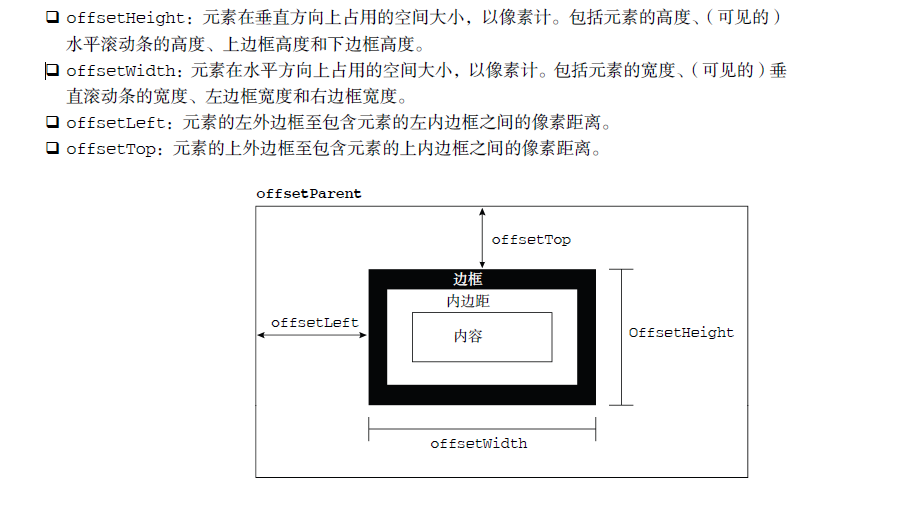 ❑ offsetHeight：元素在垂直方向上占用的空间大小，以像素计。包括元素的高度、（可见的）
水平滚动条的高度、上边框高度和下边框高度。
❑ offsetWidth：元素在水平方向上占用的空间大小，以像素计。包括元素的宽度、（可见的）垂
直滚动条的宽度、左边框宽度和右边框宽度。
❑ offsetLeft：元素的左外边框至包含元素的左内边框之间的像素距离。
❑ offsetTop：元素的上外边框至包含元素的上内边框之间的像素距离。
offsetParent
offsetTop
边框
内边距
offsetLeft
内容
OffsetHeight
offsetWidth